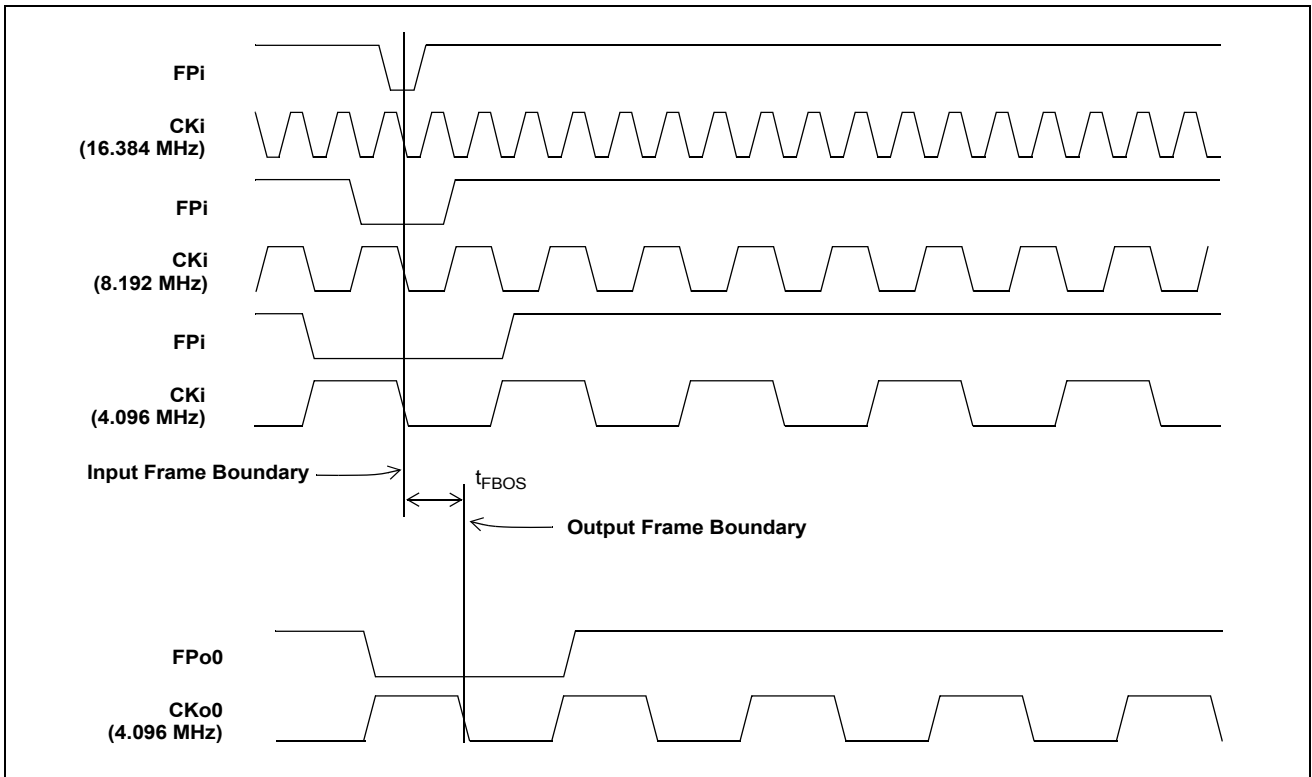 FPi
CKi
(16.384 MHz)
FPi
CKi
(8.192 MHz)
FPi
CKi
(4.096 MHz)
Input Frame Boundary
tFBOS
Output Frame Boundary
FPo0
CKo0
(4.096 MHz)